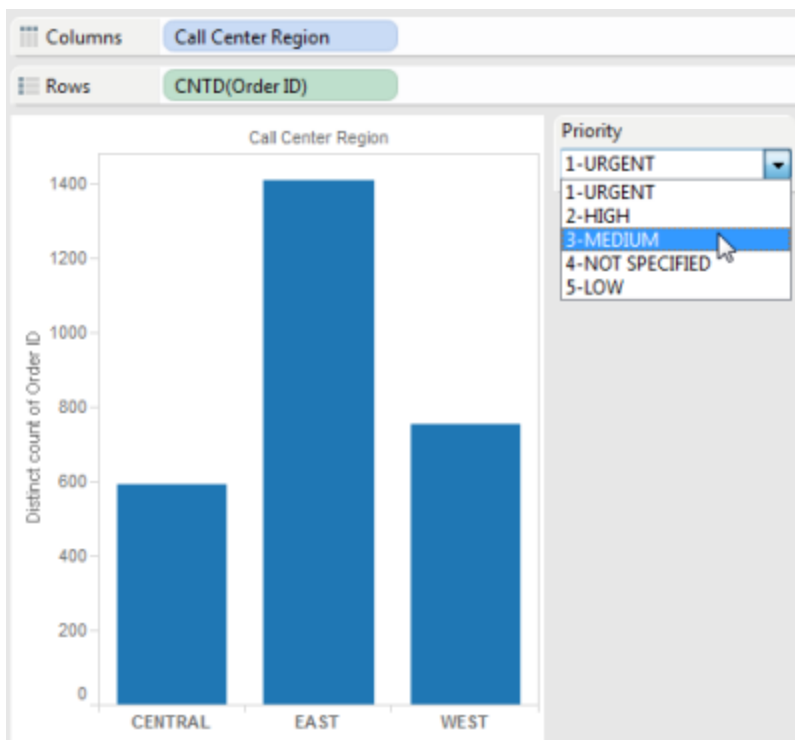 Columns Call Center Region
Rows CNTD(Order ID)
Call Center Region
Distinct count of Order ID
1400
1200
1000
800
600
400
200
0
CENTRAL EAST WEST
Priority
1-URGENT
1-URGENT
2-HIGH
3-MEDIUM
4-NOT SPECIFIED
5-LOW